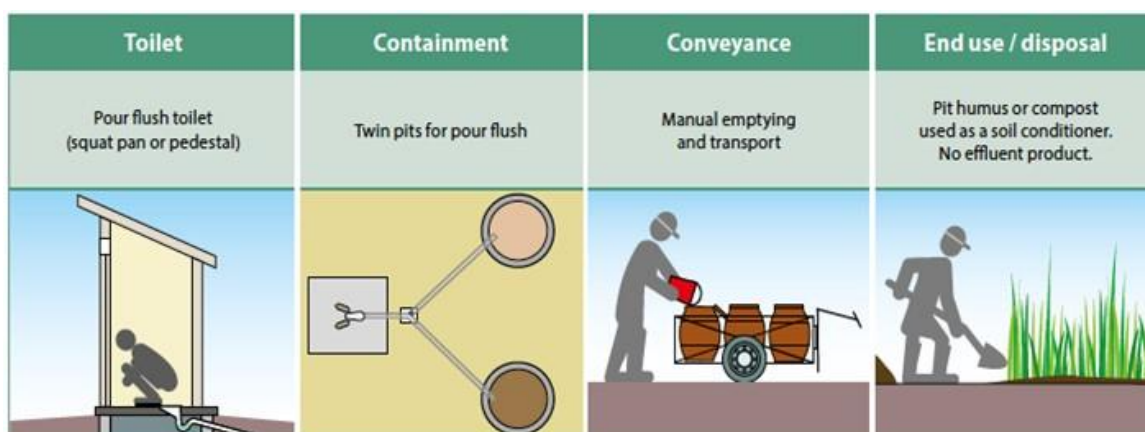 Toilet
Containment
Conveyance
End use / disposal
Pour flush toilet
(squat pan or pedestal)
Twin pits for pour flush
Manual emptying
and transport
Pit humus or compost
used as a soil conditioner.
No effluent product.